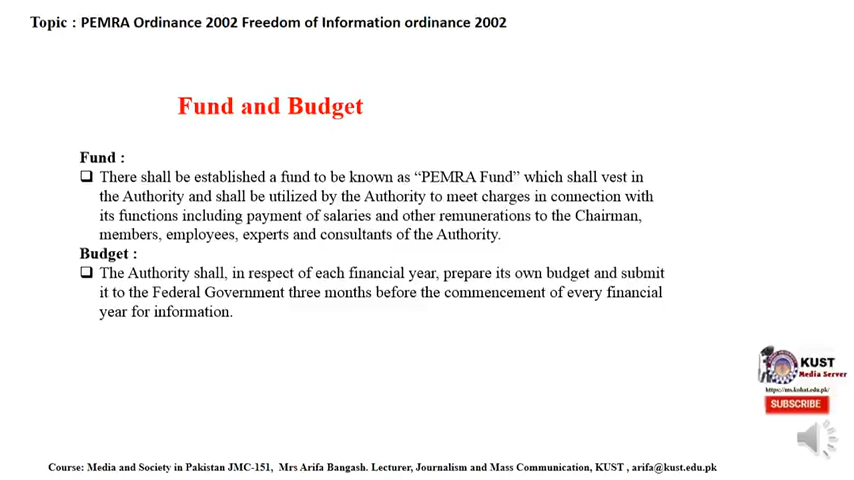 Topic : PEMRA Ordinance 2002 Freedom of Information ordinance 2002
Fund and Budget
Fund :
There shall be established a fund to be known as “PEMRA Fund” which shall vest in
the Authority and shall be utilized by the Authority to meet charges in connection with
its functions including payment of salaries and other remunerations to the Chairman,
members, employees, experts and consultants of the Authority.
Budget :
The Authority shall, in respect of each financial year, prepare its own budget and submit
it to the Federal Government three months before the commencement of every financial
year for information.
KUST
Media Server
https://ms.kohat.edu.pk/
SUBSCRIBE
Course: Media and Society in Pakistan JMC-151, Mrs Arifa Bangash. Lecturer, Journalism and Mass Communication, KUST , arifa@kust.edu.pk